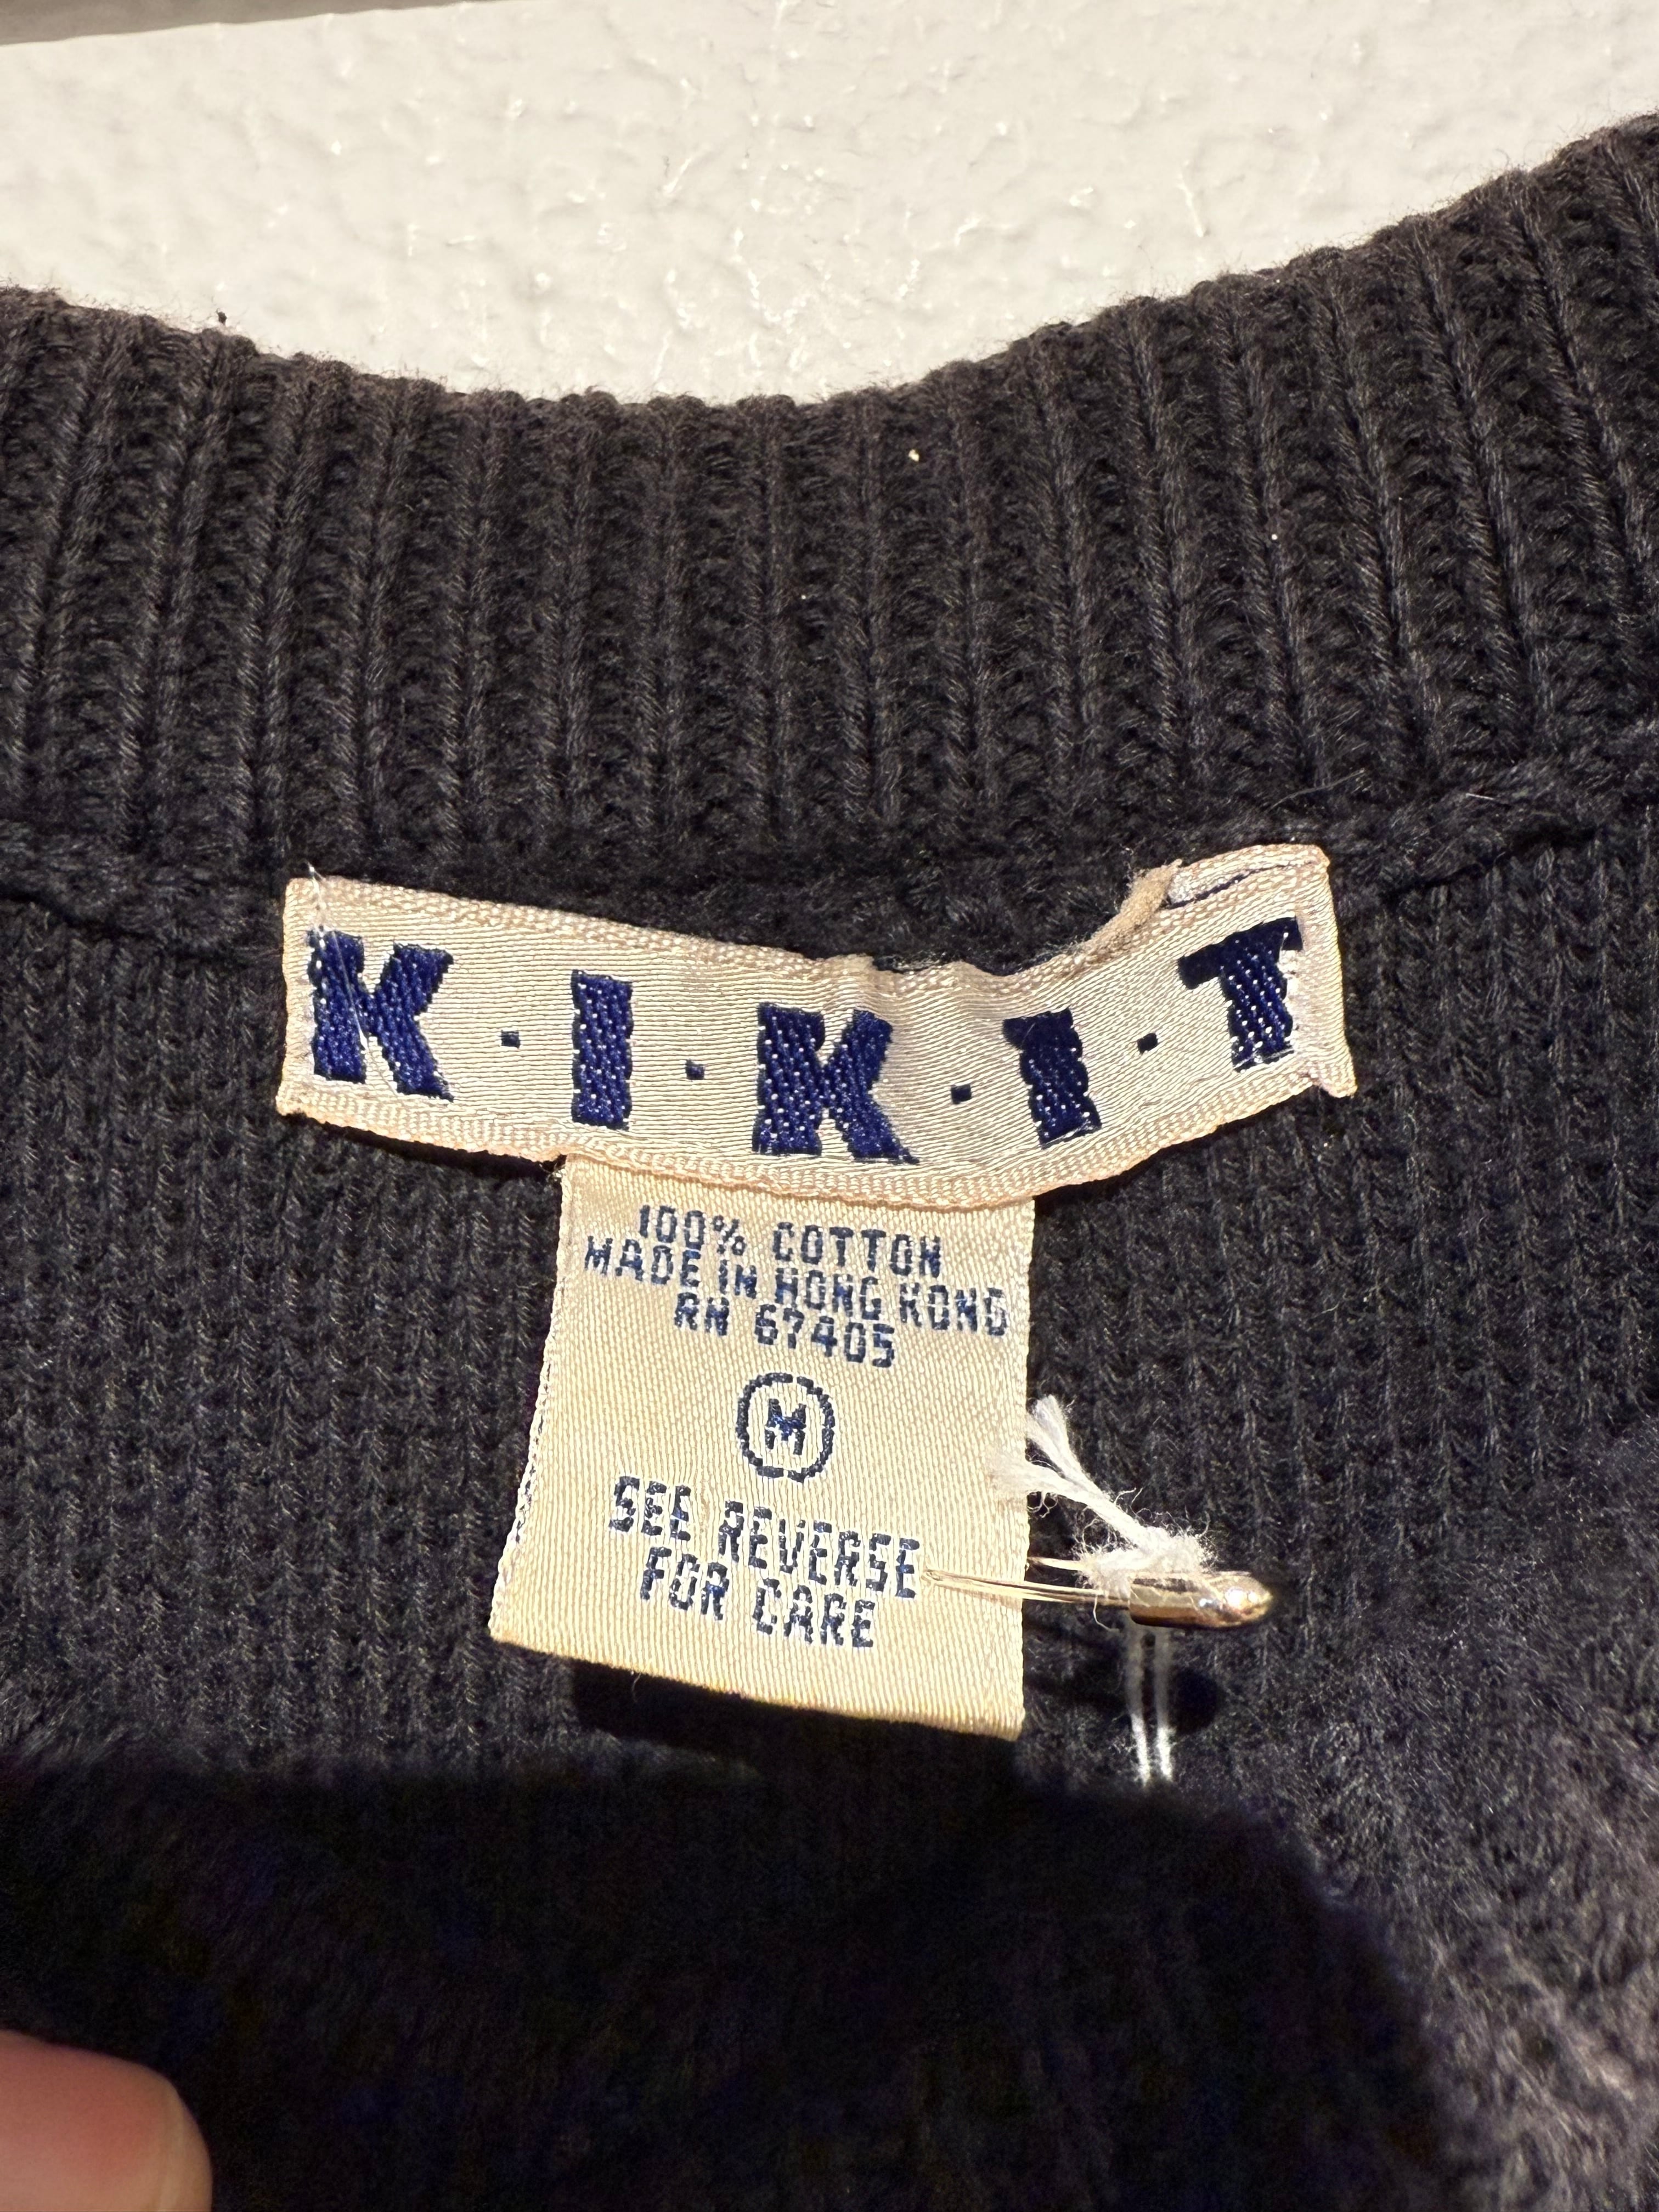 K·I·K·I·T
100% COTTON
MADE IN HONG KONG
RN 67405
M
SEE REVERSE
FOR CARE